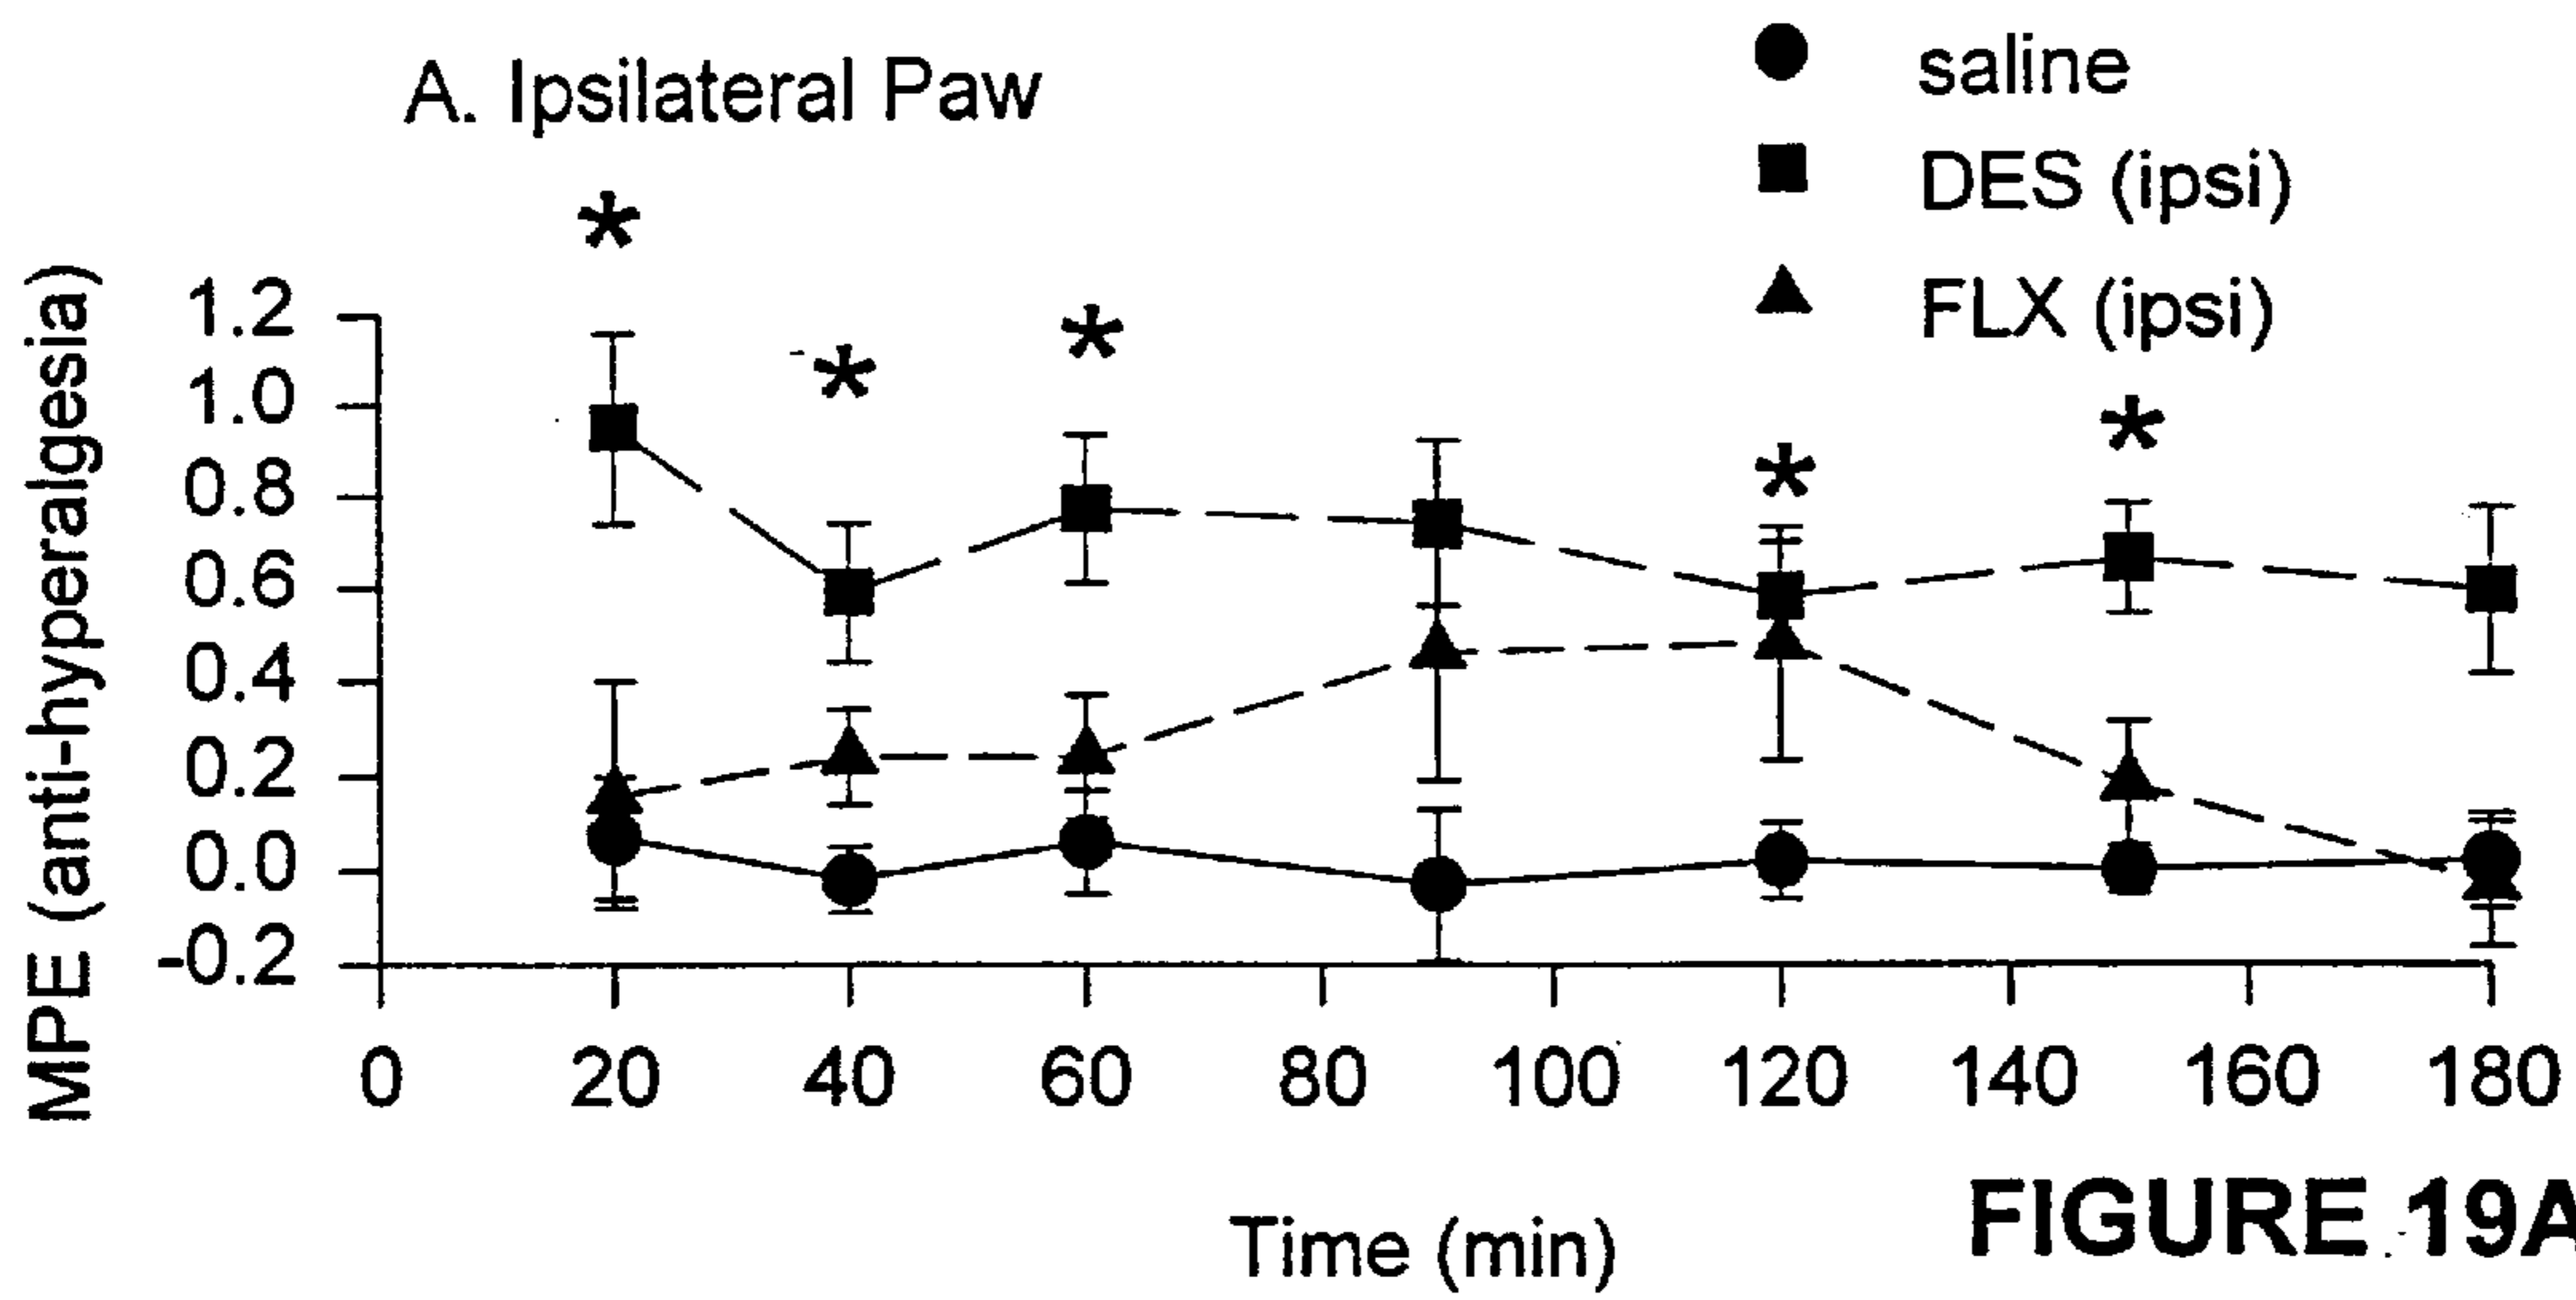 A. Ipsilateral Paw
saline
DES (ipsi)
FLX (ipsi)
*
*
*
*
*
MPE (anti-hyperalgesia)
1.2
1.0
0.8
0.6
0.4
0.2
0.0
-0.2
0 20 40 60 80 100 120 140 160 180
Time (min)
FIGURE 19A